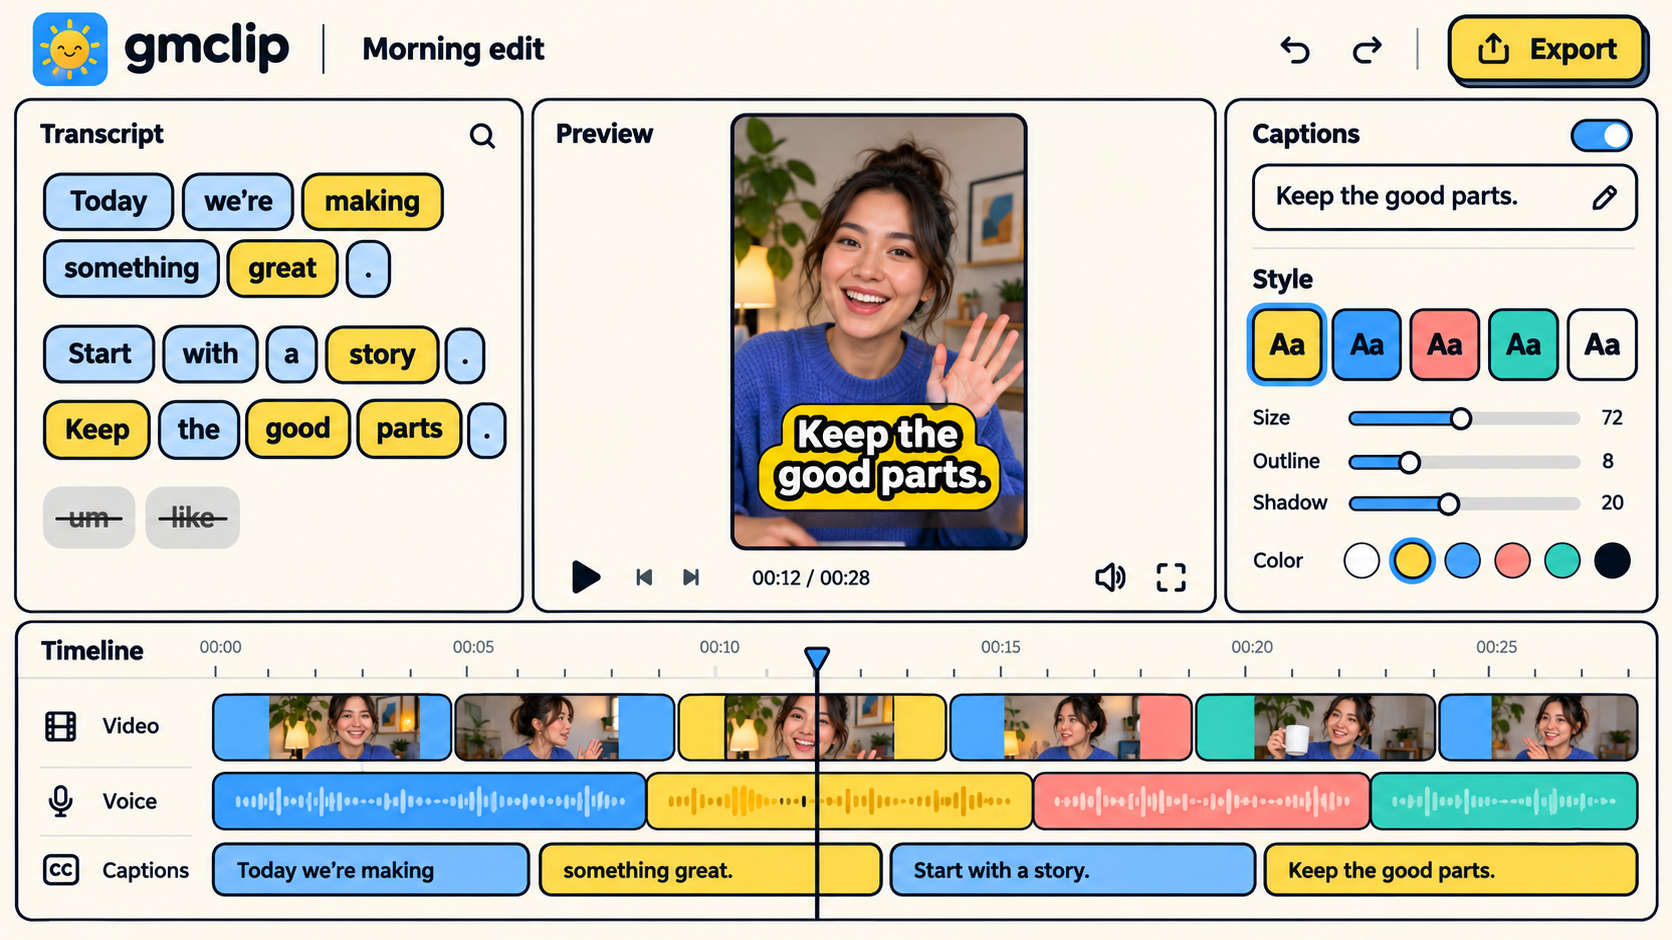 gmclip
Morning edit
Export
Transcript
Today we're making
something great .
Start with a story .
Keep the good parts .
um like
Preview
Keep the
good parts.
00:12 / 00:28
Captions
Keep the good parts.
Style
Aa Aa Aa Aa Aa
Size 72
Outline 8
Shadow 20
Color
Timeline
00:00 00:05 00:10 00:15 00:20 00:25
Video
Voice
CC Captions
Today we're making
something great.
Start with a story.
Keep the good parts.